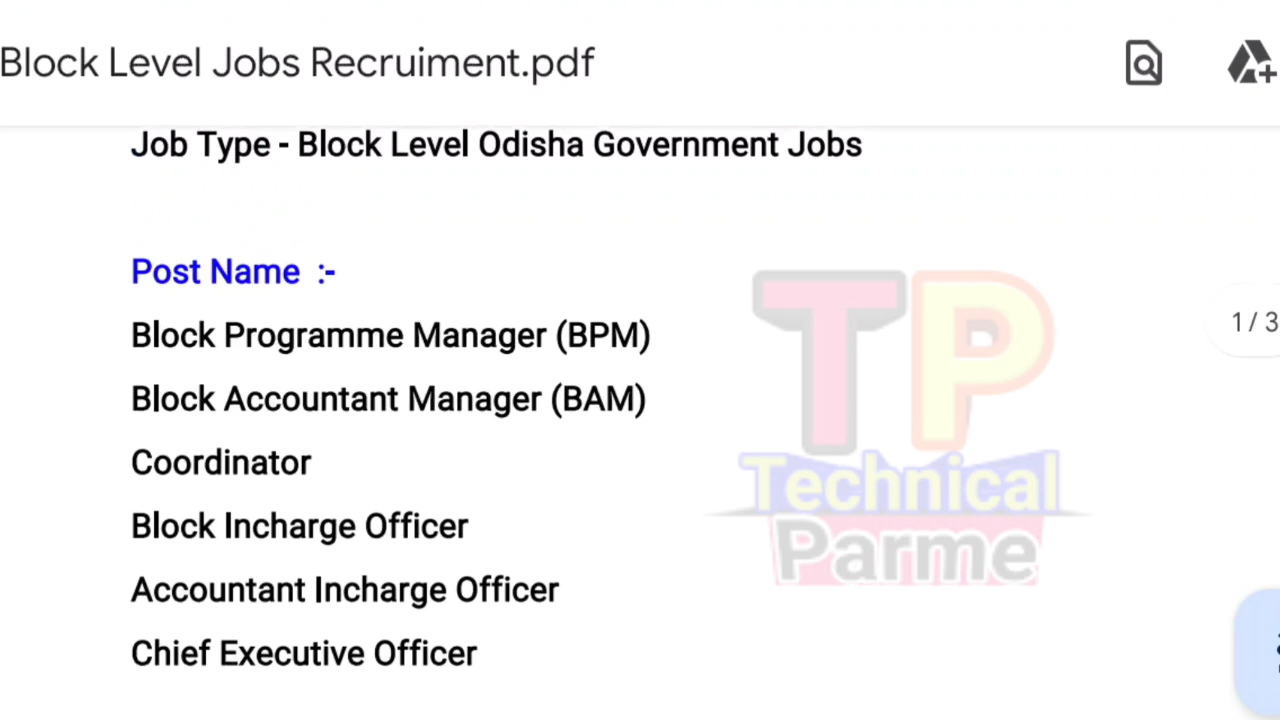 Block Level Jobs Recruiment.pdf
Job Type - Block Level Odisha Government Jobs
Post Name :-
Block Programme Manager (BPM)
Block Accountant Manager (BAM)
Coordinator
Block Incharge Officer
Accountant Incharge Officer
Chief Executive Officer
TP
Technical
Parme
1 / 3